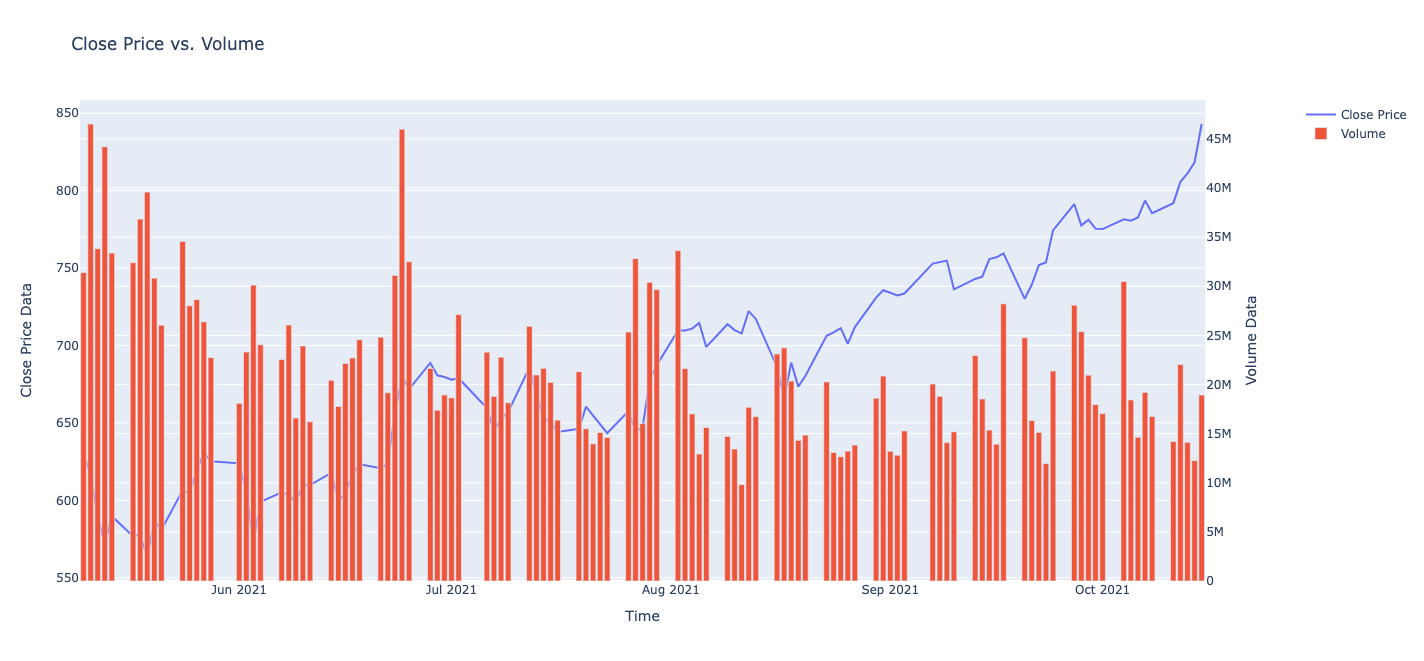 Close Price vs. Volume
Close Price
Volume
850
800
750
700
650
600
550
Close Price Data
45M
40M
35M
30M
25M
20M
15M
10M
5M
0
Volume Data
Jun 2021
Jul 2021
Aug 2021
Sep 2021
Oct 2021
Time